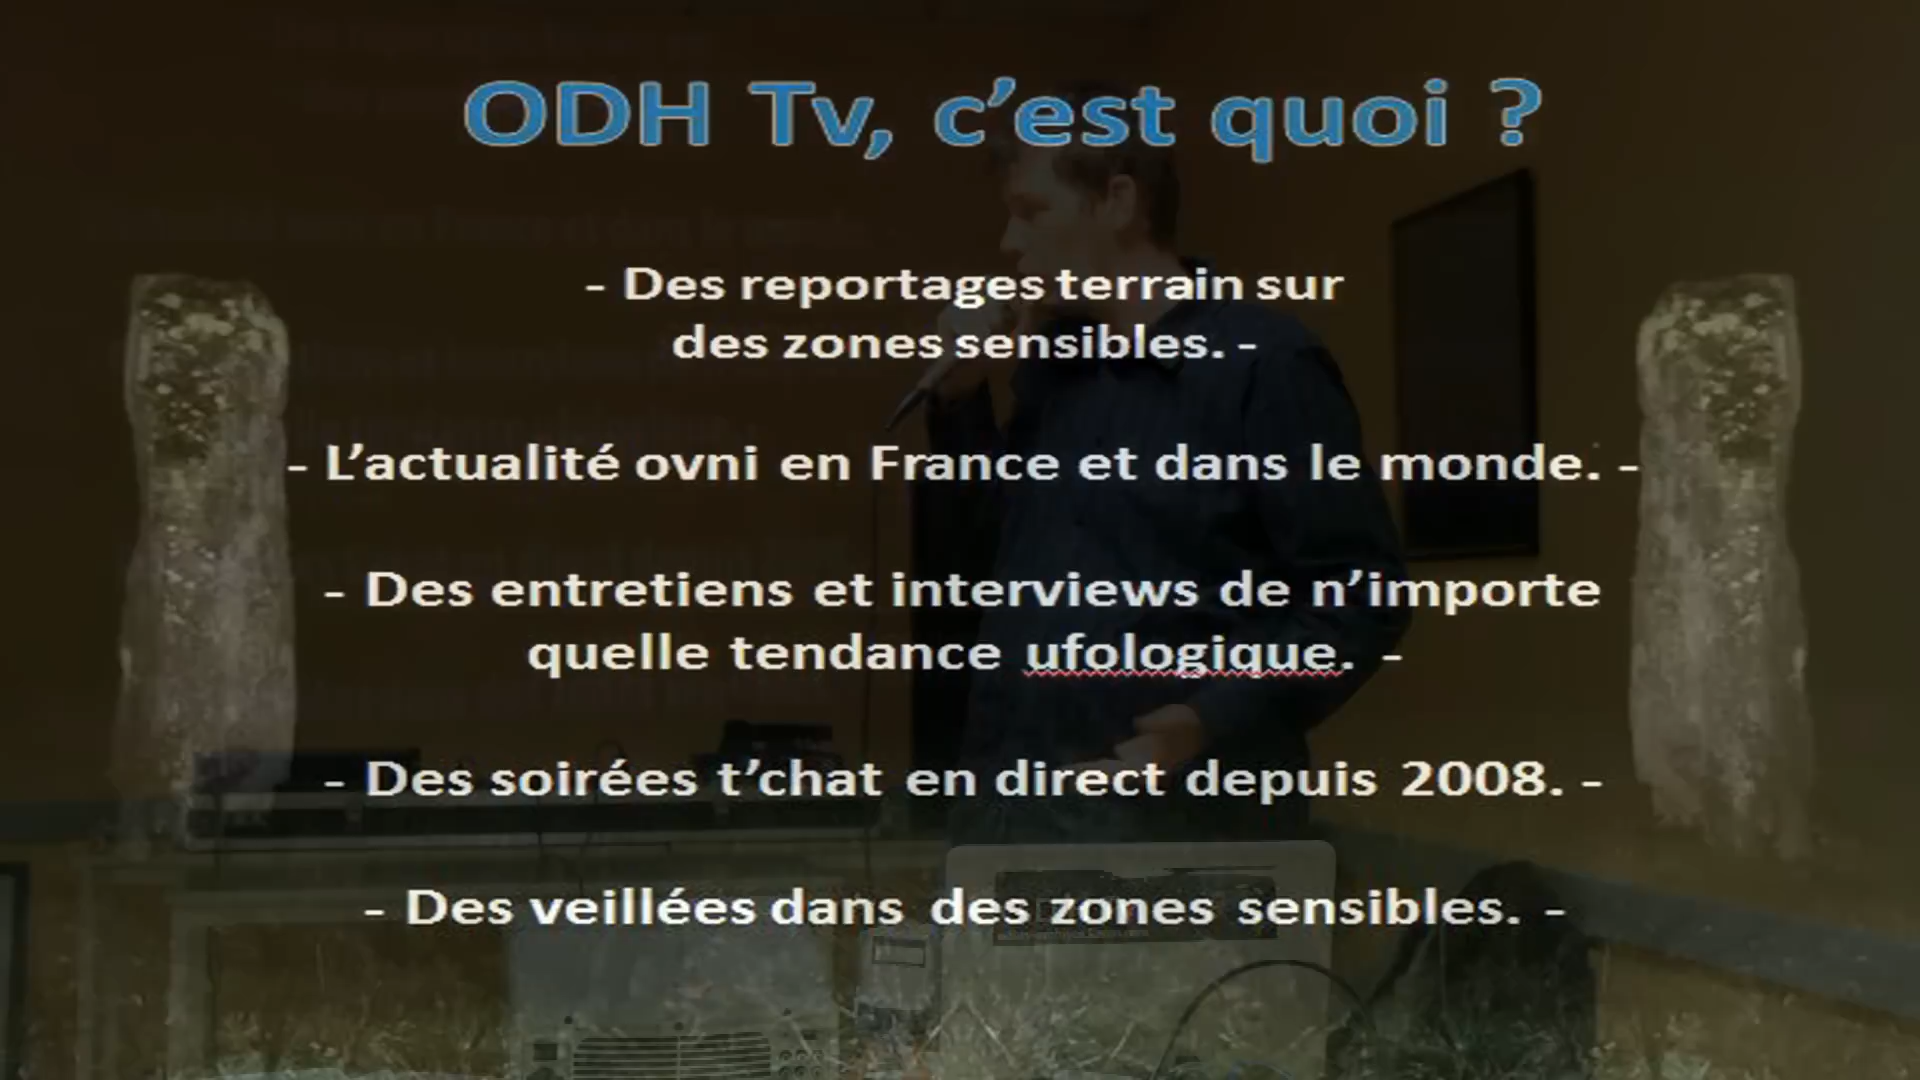 ODH Tv, c’est quoi ?
- Des reportages terrain sur
des zones sensibles. -
- L’actualité ovni en France et dans le monde. -
- Des entretiens et interviews de n’importe
quelle tendance ufologique. -
- Des soirées t’chat en direct depuis 2008. -
- Des veillées dans des zones sensibles. -